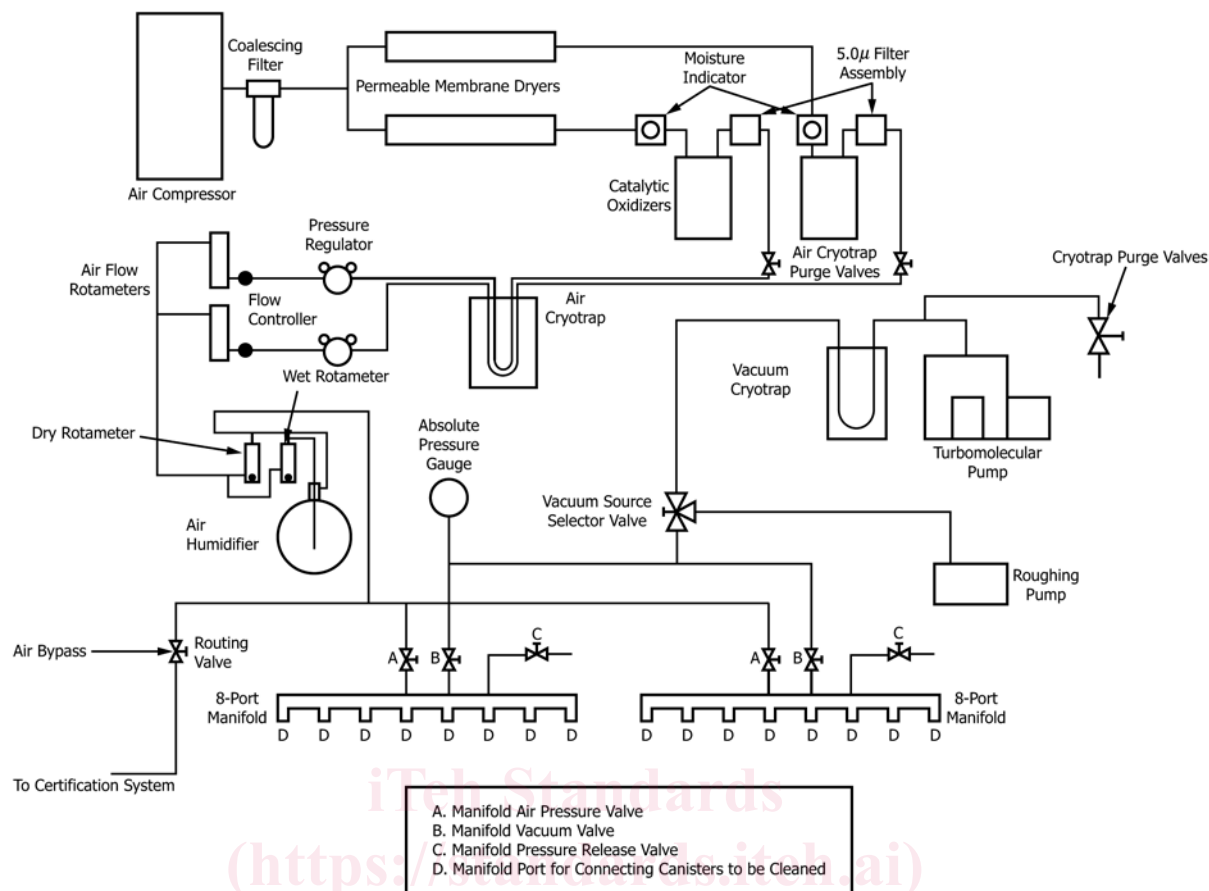 Coalescing
Filter
Moisture
Indicator
5.0μ Filter
Assembly
Permeable Membrane Dryers
Air Compressor
Catalytic
Oxidizers
Pressure
Regulator
Air Cryotrap
Purge Valves
Cryotrap Purge Valves
Air Flow
Rotameters
Flow
Controller
Air
Cryotrap
Wet Rotameter
Vacuum
Cryotrap
Dry Rotameter
Absolute
Pressure
Gauge
Turbomolecular
Pump
Vacuum Source
Selector Valve
Air
Humidifier
Roughing
Pump
Air Bypass
Routing
Valve
A
B
C
A
B
C
8-Port
Manifold
8-Port
Manifold
D D D D D D D D
D D D D D D D D
To Certification System
iTeh Standards
(https://standards.iteh.ai)
A. Manifold Air Pressure Valve
B. Manifold Vacuum Valve
C. Manifold Pressure Release Valve
D. Manifold Port for Connecting Canisters to be Cleaned